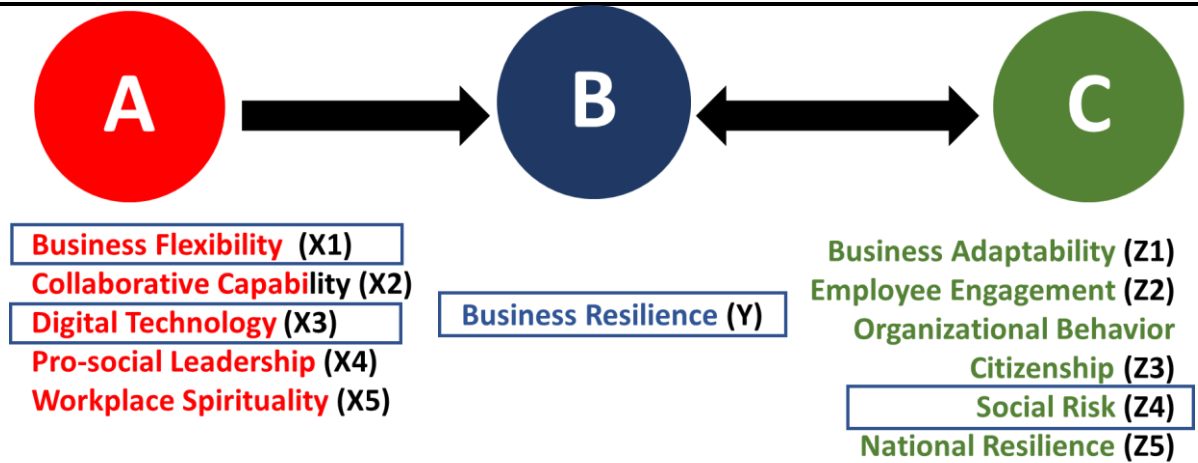 A
B
C
Business Flexibility (X1)
Collaborative Capability (X2)
Digital Technology (X3)
Pro-social Leadership (X4)
Workplace Spirituality (X5)
Business Resilience (Y)
Business Adaptability (Z1)
Employee Engagement (Z2)
Organizational Behavior
Citizenship (Z3)
Social Risk (Z4)
National Resilience (Z5)